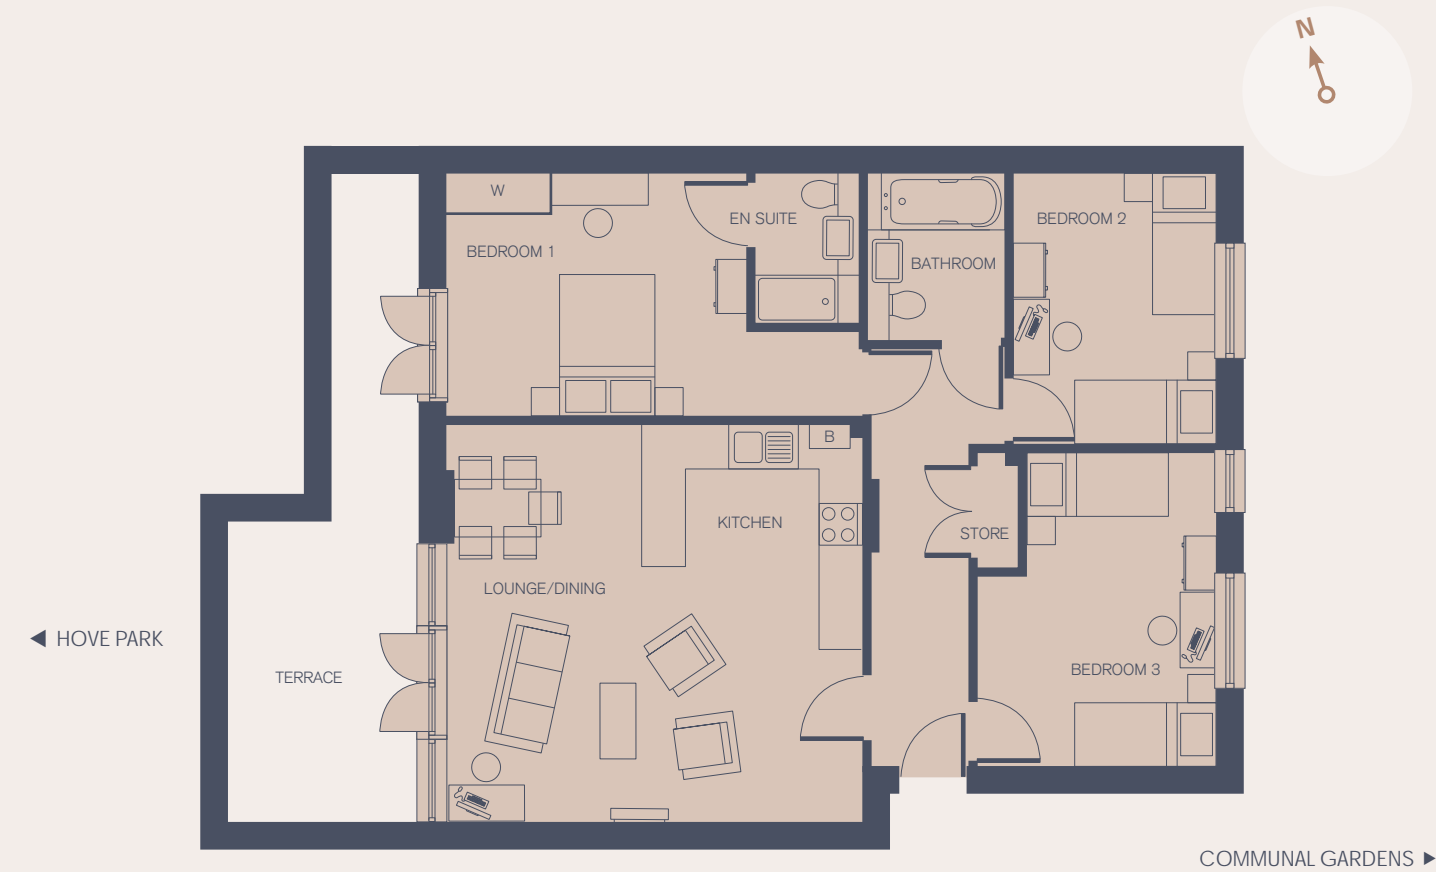 N
W
EN SUITE
BEDROOM 2
BEDROOM 1
BATHROOM
B
KITCHEN
STORE
LOUNGE/DINING
HOVE PARK
TERRACE
BEDROOM 3
COMMUNAL GARDENS